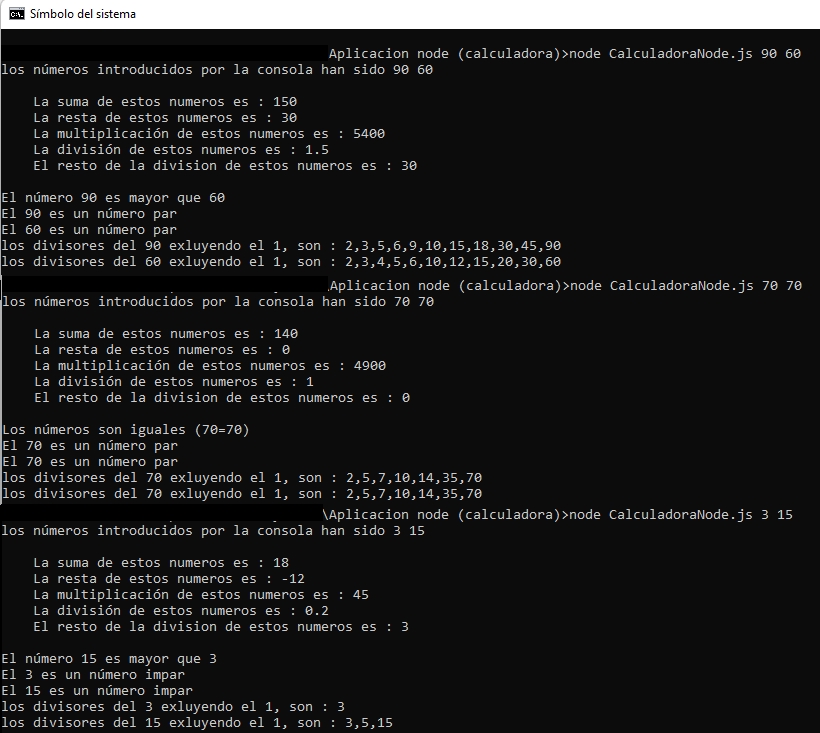 Símbolo del sistema
Aplicacion node (calculadora)>node CalculadoraNode.js 90 60
los números introducidos por la consola han sido 90 60
La suma de estos numeros es : 150
La resta de estos numeros es : 30
La multiplicación de estos numeros es : 5400
La división de estos numeros es : 1.5
El resto de la division de estos numeros es : 30
El número 90 es mayor que 60
El 90 es un número par
El 60 es un número par
los divisores del 90 exluyendo el 1, son : 2,3,5,6,9,10,15,18,30,45,90
los divisores del 60 exluyendo el 1, son : 2,3,4,5,6,10,12,15,20,30,60
\Aplicacion node (calculadora)>node CalculadoraNode.js 70 70
los números introducidos por la consola han sido 70 70
La suma de estos numeros es : 140
La resta de estos numeros es : 0
La multiplicación de estos numeros es : 4900
La división de estos numeros es : 1
El resto de la division de estos numeros es : 0
Los números son iguales (70=70)
El 70 es un número par
El 70 es un número par
los divisores del 70 exluyendo el 1, son : 2,5,7,10,14,35,70
los divisores del 70 exluyendo el 1, son : 2,5,7,10,14,35,70
\Aplicacion node (calculadora)>node CalculadoraNode.js 3 15
los números introducidos por la consola han sido 3 15
La suma de estos numeros es : 18
La resta de estos numeros es : -12
La multiplicación de estos numeros es : 45
La división de estos numeros es : 0.2
El resto de la division de estos numeros es : 3
El número 15 es mayor que 3
El 3 es un número impar
El 15 es un número impar
los divisores del 3 exluyendo el 1, son : 3
los divisores del 15 exluyendo el 1, son : 3,5,15